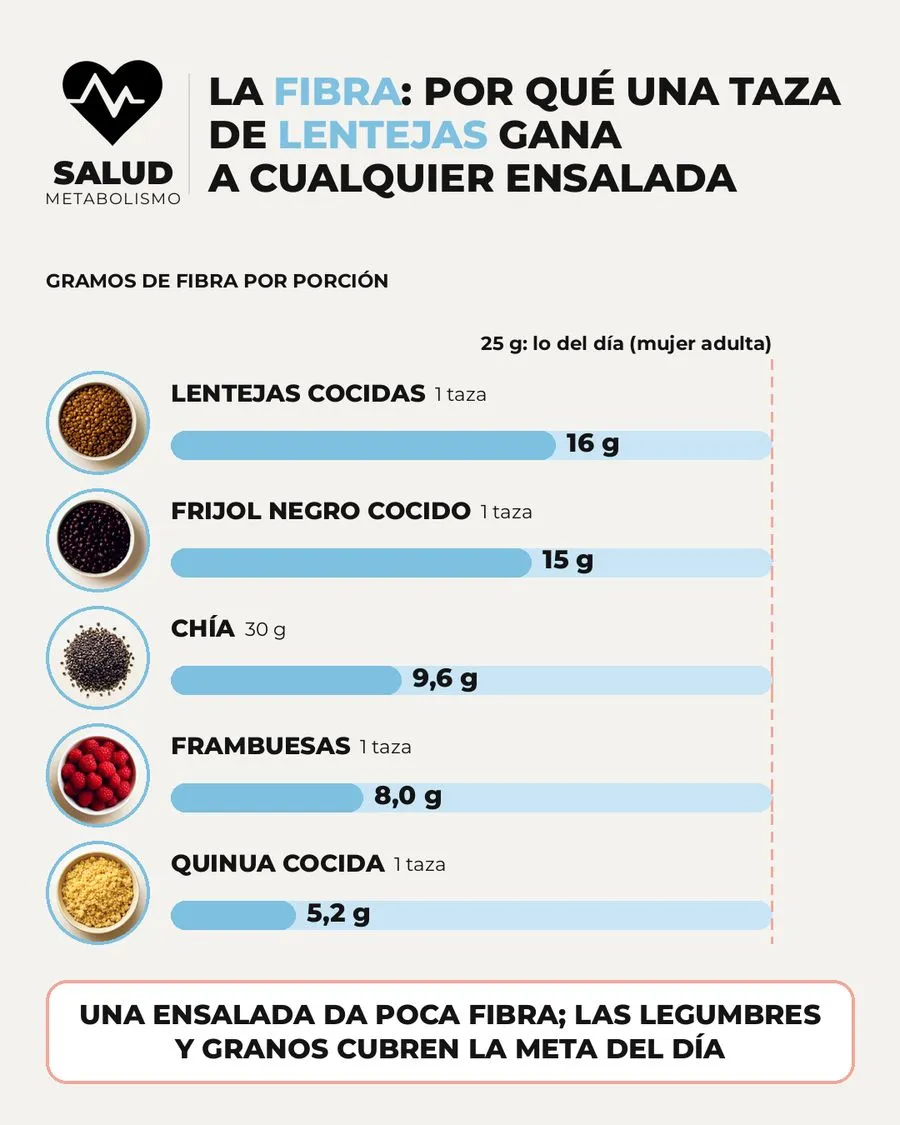 SALUD
METABOLISMO
LA FIBRA: POR QUÉ UNA TAZA
DE LENTEJAS GANA
A CUALQUIER ENSALADA
GRAMOS DE FIBRA POR PORCIÓN
25 g: lo del día (mujer adulta)
LENTEJAS COCIDAS 1 taza
16 g
FRIJOL NEGRO COCIDO 1 taza
15 g
CHÍA 30 g
9,6 g
FRAMBUESAS 1 taza
8,0 g
QUINUA COCIDA 1 taza
5,2 g
UNA ENSALADA DA POCA FIBRA; LAS LEGUMBRES
Y GRANOS CUBREN LA META DEL DÍA